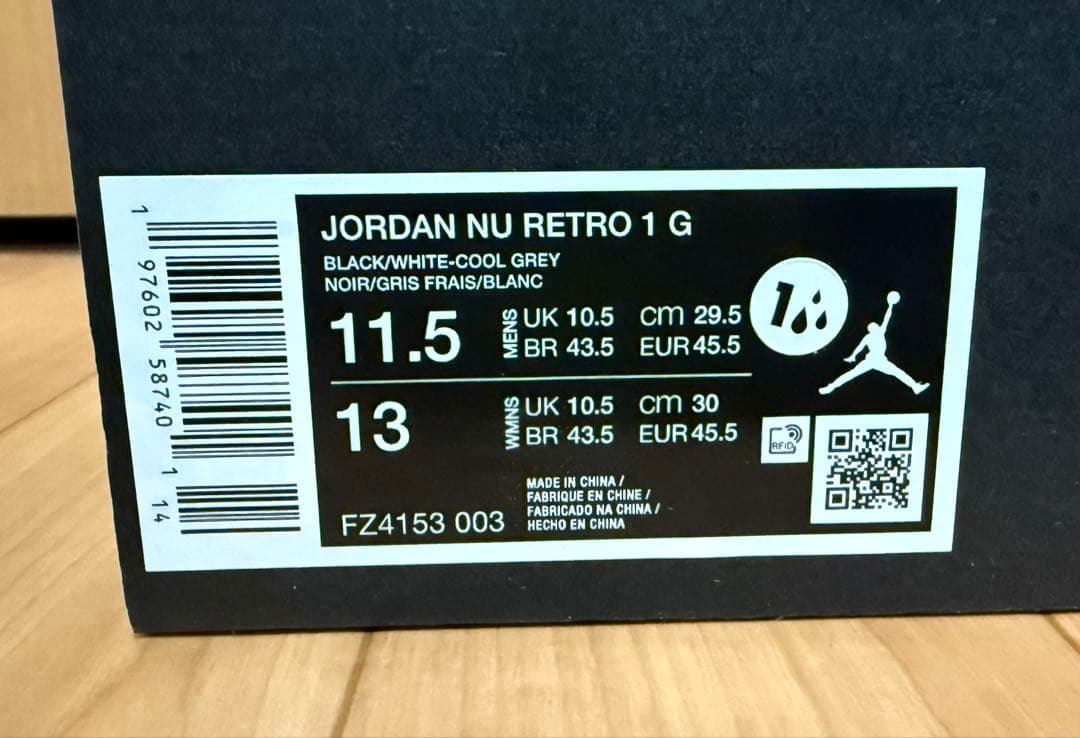 JORDAN NU RETRO 1 G
BLACK/WHITE-COOL GREY
NOIR/GRIS FRAIS/BLANC
11.5 MENS UK 10.5 cm 29.5
BR 43.5 EUR 45.5
13 WMNS UK 10.5 cm 30
BR 43.5 EUR 45.5
MADE IN CHINA /
FABRIQUE EN CHINE /
FABRICADO NA CHINA /
HECHO EN CHINA
FZ4153 003
1
RFID
1 97602 58740 1 14